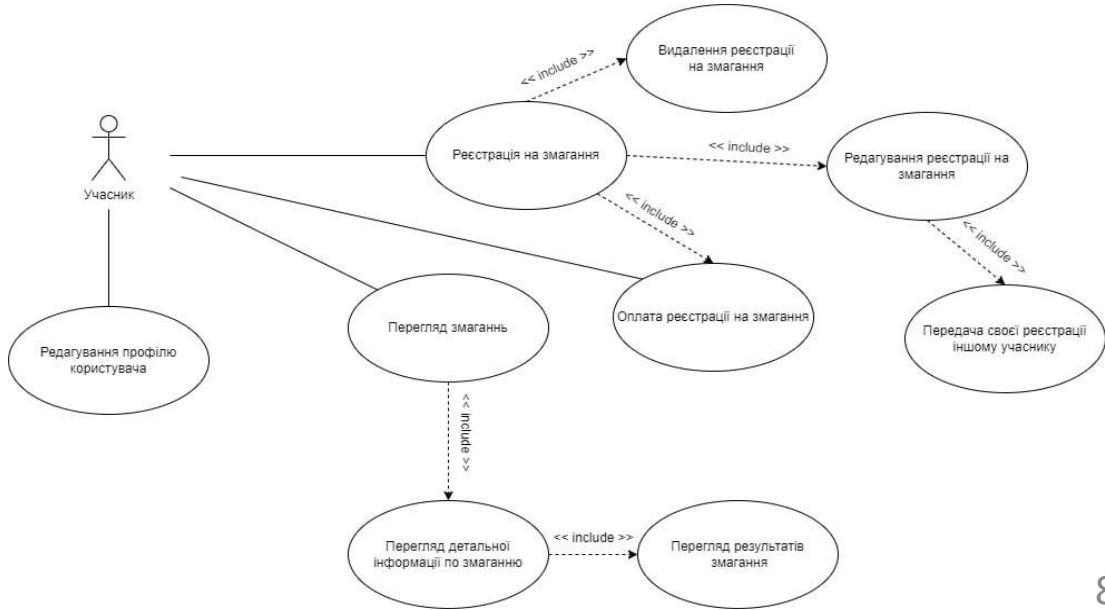 Видалення реєстрації
на змагання
<< include >>
Реєстрація на змагання
<< include >>
Редагування реєстрації на
змагання
Учасник
<< include >>
<< include >>
Перегляд змаганнь
Оплата реєстрації на змагання
Передача своєї реєстрації
іншому учаснику
Редагування профілю
користувача
<< include >>
Перегляд детальної
інформації по змаганню
<< include >>
Перегляд результатів
змагання
8